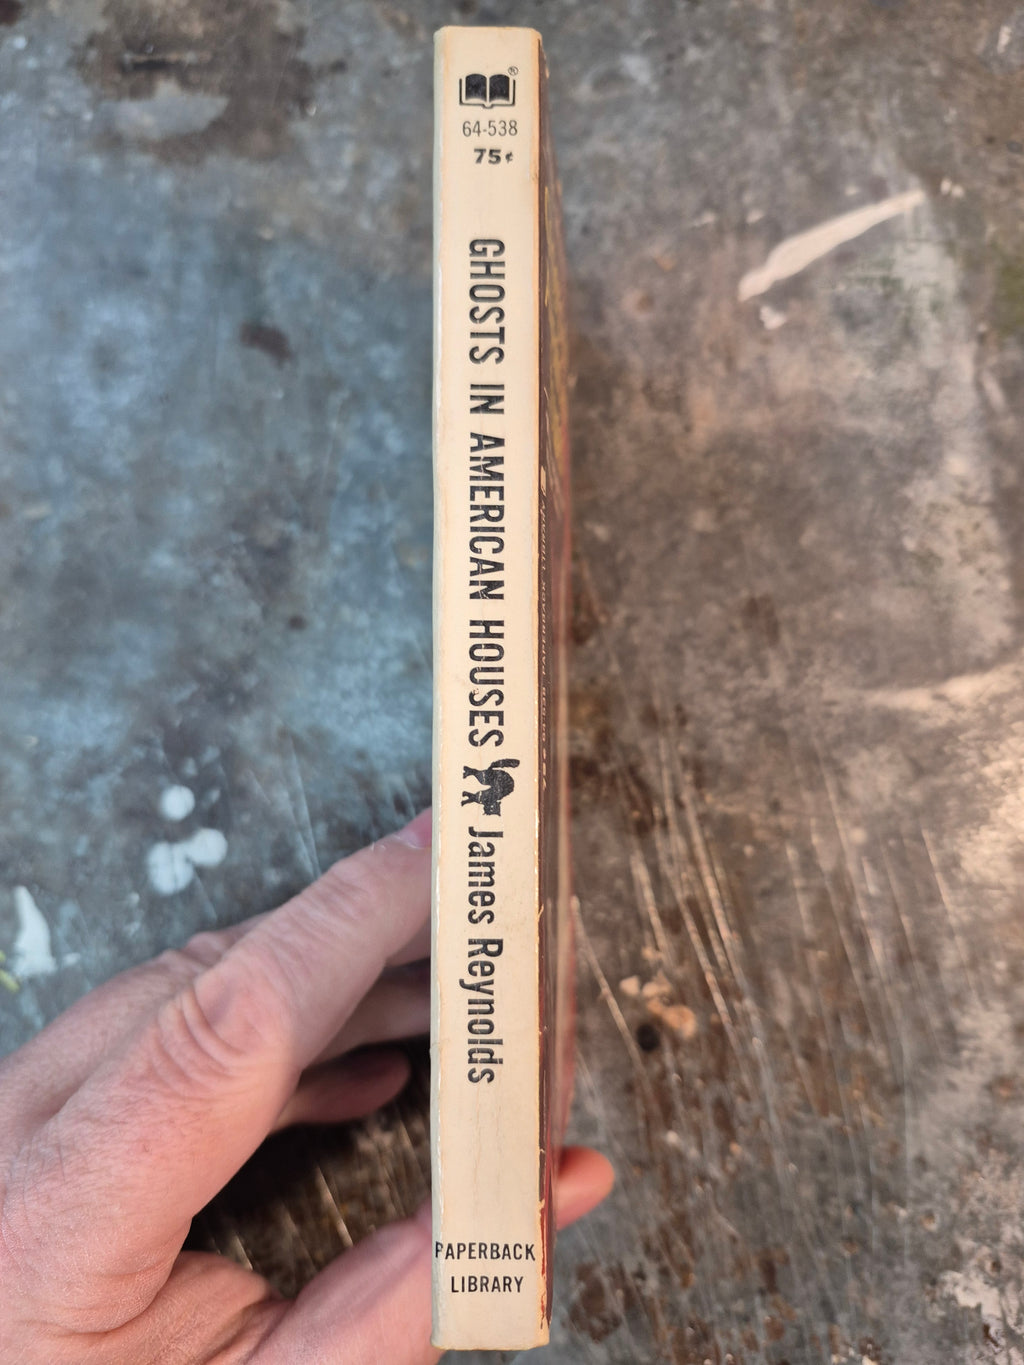 ®
64-538
75¢
GHOSTS IN AMERICAN HOUSES James Reynolds
PAPERBACK
LIBRARY